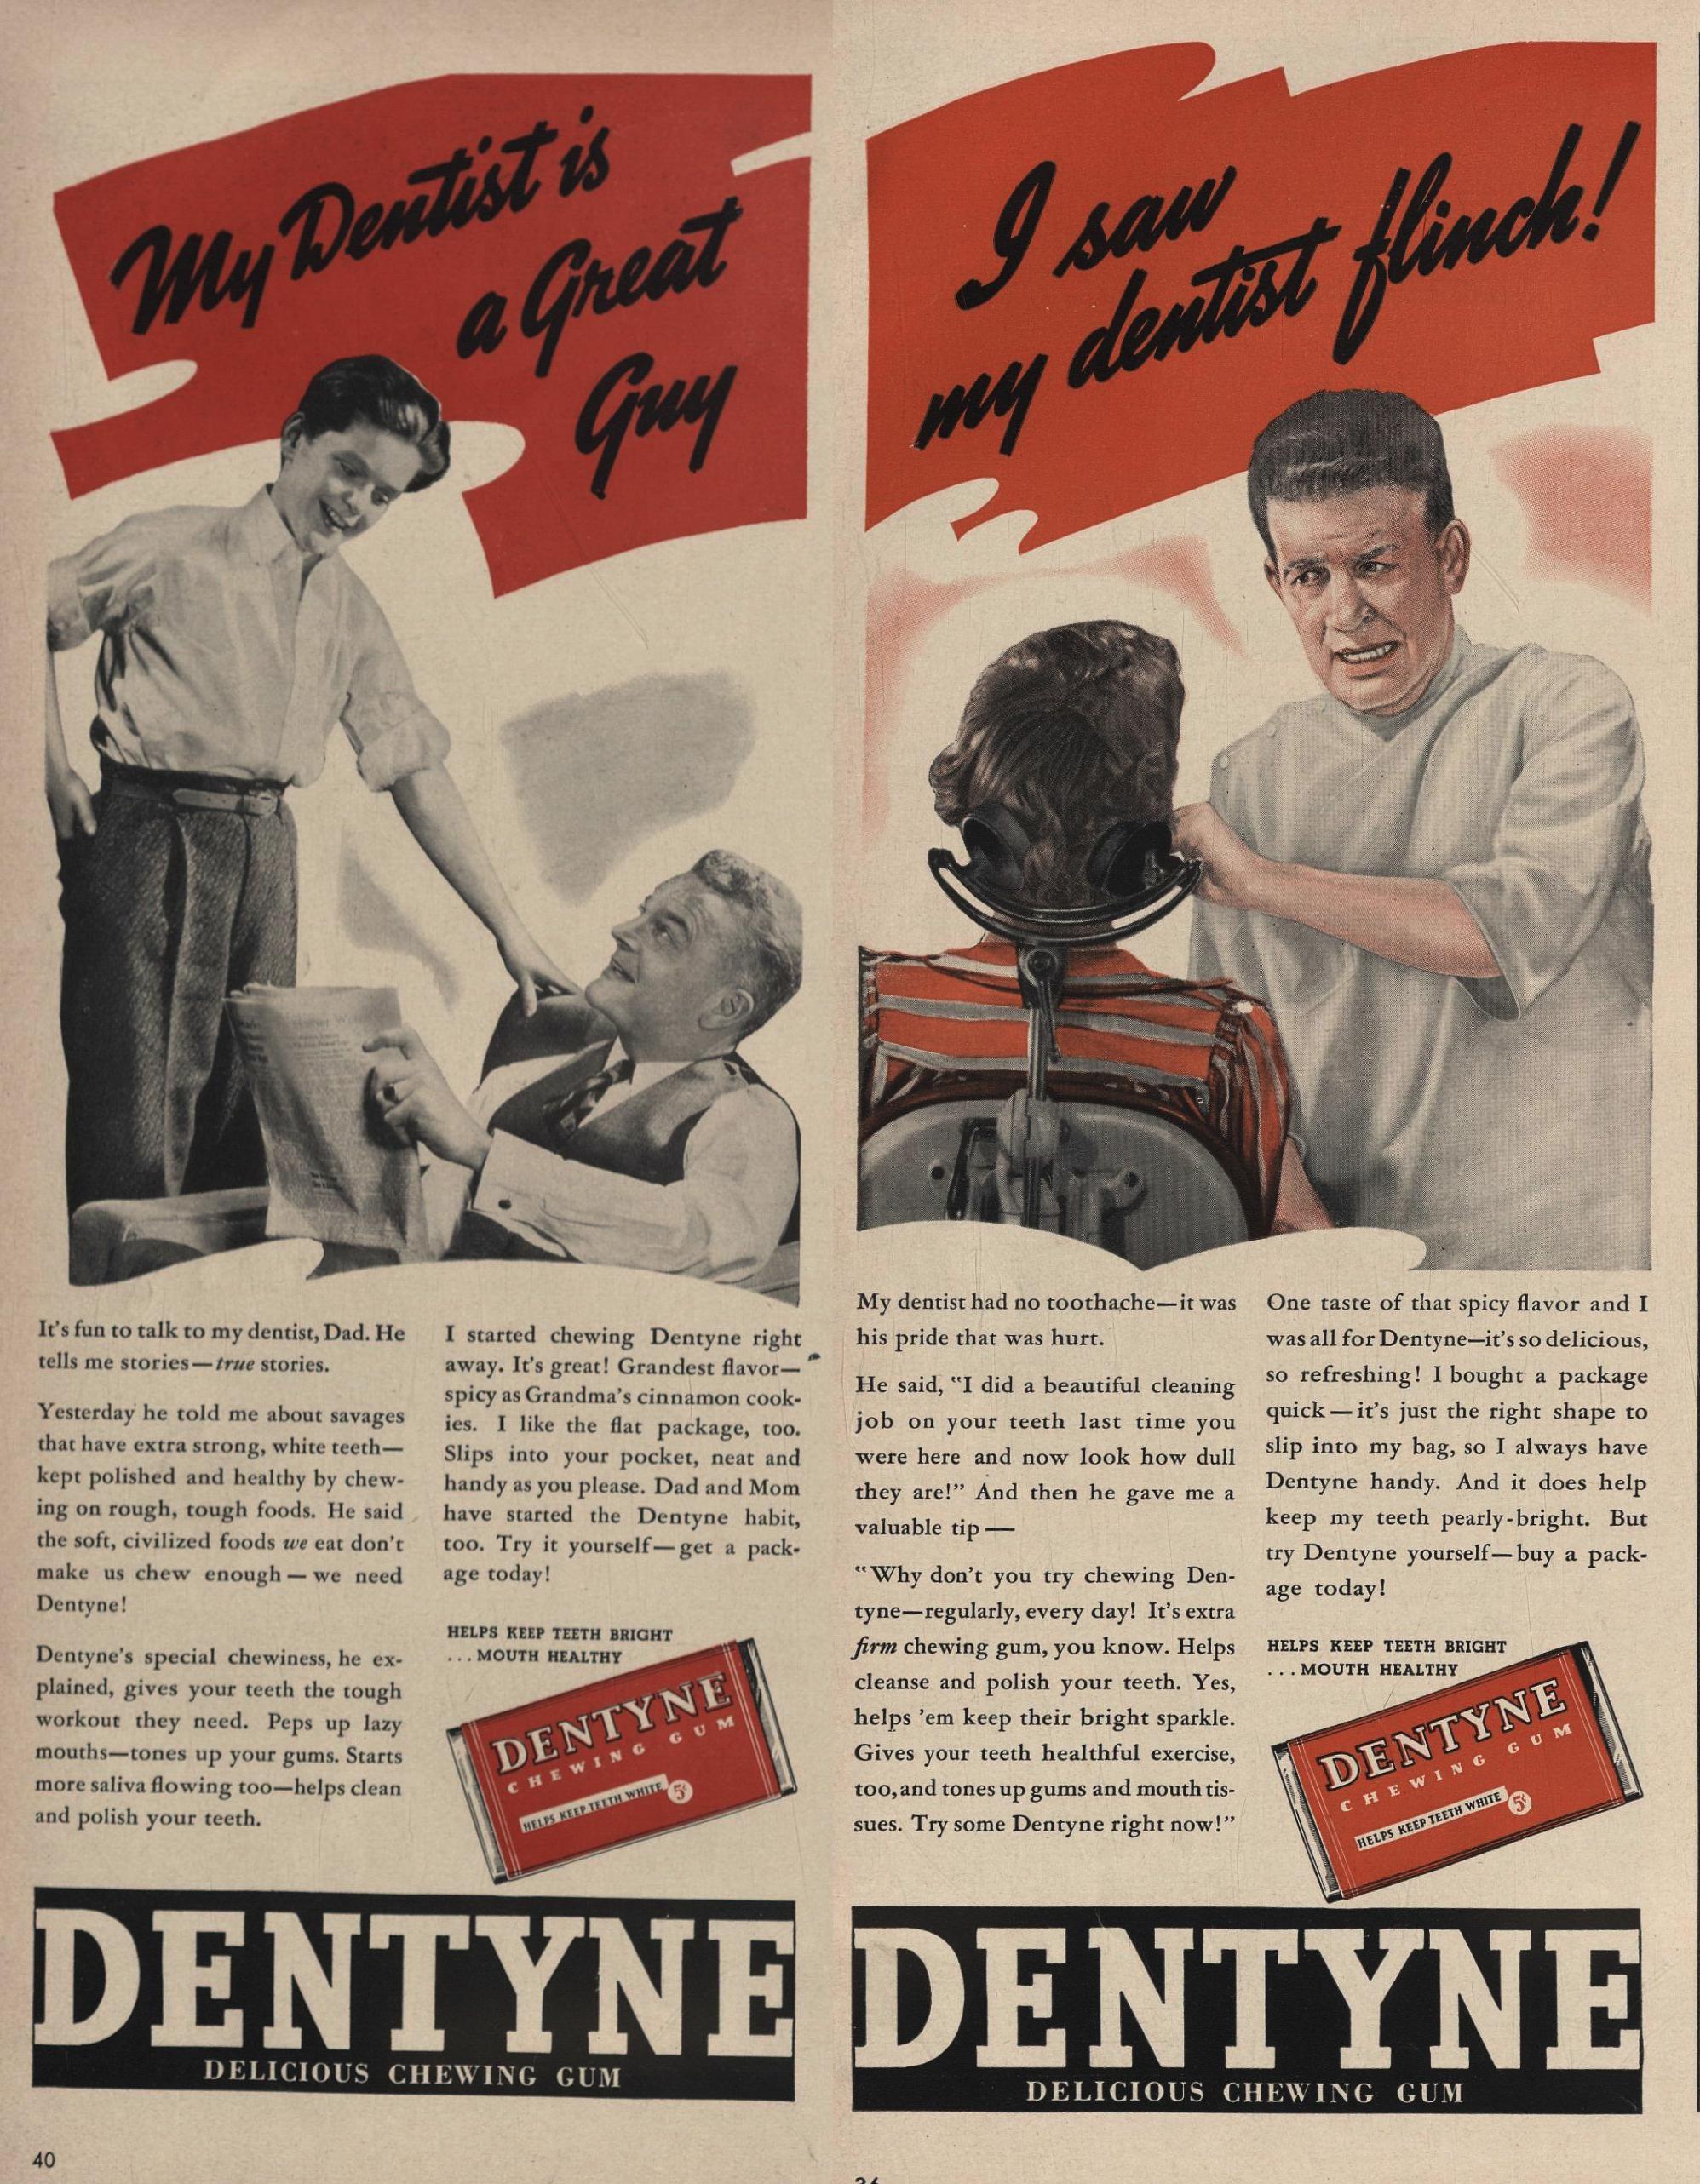 My Dentist is
a Great
Guy
It's fun to talk to my dentist, Dad. He
tells me stories—true stories.
Yesterday he told me about savages
that have extra strong, white teeth—
kept polished and healthy by chew-
ing on rough, tough foods. He said
the soft, civilized foods we eat don't
make us chew enough—we need
Dentyne!
Dentyne's special chewiness, he ex-
plained, gives your teeth the tough
workout they need. Peps up lazy
mouths—tones up your gums. Starts
more saliva flowing too—helps clean
and polish your teeth.
I started chewing Dentyne right
away. It's great! Grandest flavor—
spicy as Grandma's cinnamon cook-
ies. I like the flat package, too.
Slips into your pocket, neat and
handy as you please. Dad and Mom
have started the Dentyne habit,
too. Try it yourself—get a pack-
age today!
HELPS KEEP TEETH BRIGHT
...MOUTH HEALTHY
DENTYNE
CHEWING GUM
HELPS KEEP TEETH WHITE 5¢
DENTYNE
DELICIOUS CHEWING GUM
40
I saw
my dentist flinch!
My dentist had no toothache—it was
his pride that was hurt.
He said, "I did a beautiful cleaning
job on your teeth last time you
were here and now look how dull
they are!" And then he gave me a
valuable tip—
"Why don't you try chewing Den-
tyne—regularly, every day! It's extra
firm chewing gum, you know. Helps
cleanse and polish your teeth. Yes,
helps 'em keep their bright sparkle.
Gives your teeth healthful exercise,
too, and tones up gums and mouth tis-
sues. Try some Dentyne right now!"
One taste of that spicy flavor and I
was all for Dentyne—it's so delicious,
so refreshing! I bought a package
quick—it's just the right shape to
slip into my bag, so I always have
Dentyne handy. And it does help
keep my teeth pearly-bright. But
try Dentyne yourself—buy a pack-
age today!
HELPS KEEP TEETH BRIGHT
...MOUTH HEALTHY
DENTYNE
CHEWING GUM
HELPS KEEP TEETH WHITE 5¢
DENTYNE
DELICIOUS CHEWING GUM